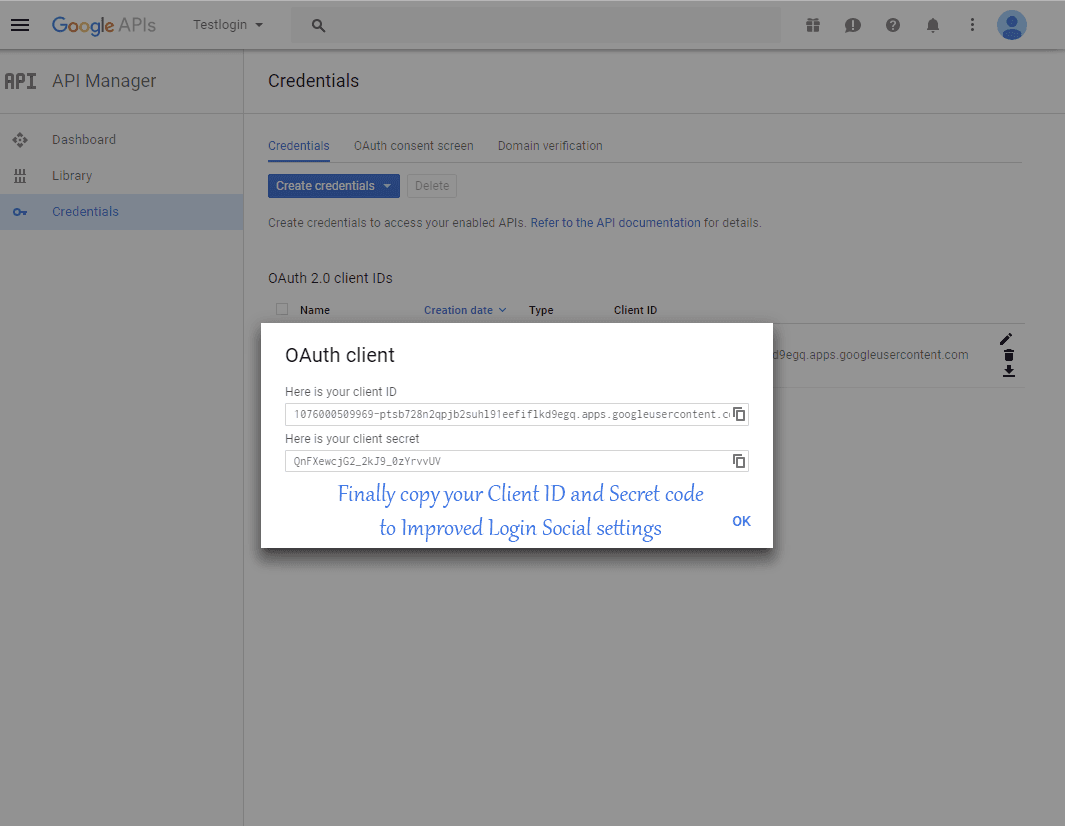 Google APIs
Testlogin
API API Manager
Credentials
Dashboard
Library
Credentials
Credentials OAuth consent screen Domain verification
Create credentials Delete
Create credentials to access your enabled APIs. Refer to the API documentation for details.
OAuth 2.0 client IDs
Name Creation date Type Client ID
d9egq.apps.googleusercontent.com
OAuth client
Here is your client ID
1076000509969-ptsb728n2qpjb2suhl91eefiflkd9egq.apps.googleusercontent.co
Here is your client secret
QnFXewcjG2_2kJ9_0zYrvvUV
Finally copy your Client ID and Secret code
to Improved Login Social settings
OK